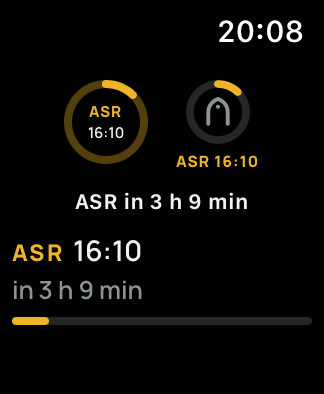 20:08
ASR
16:10
ASR 16:10
ASR in 3 h 9 min
ASR 16:10
in 3 h 9 min